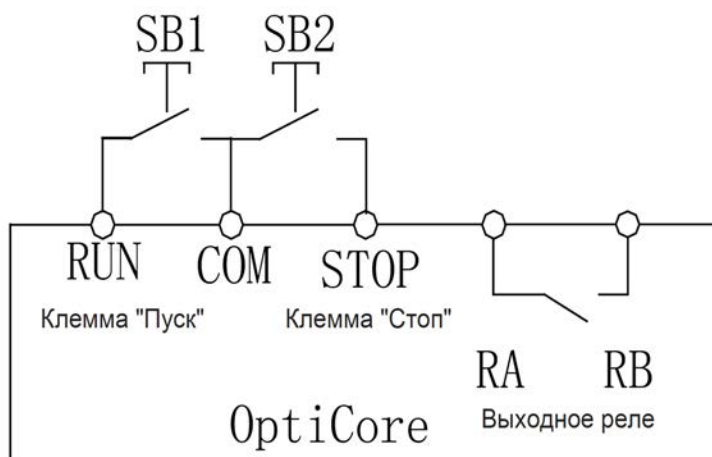 SB1 SB2
RUN COM STOP
Клемма "Пуск" Клемма "Стоп"
RA RB
OptiCore Выходное реле